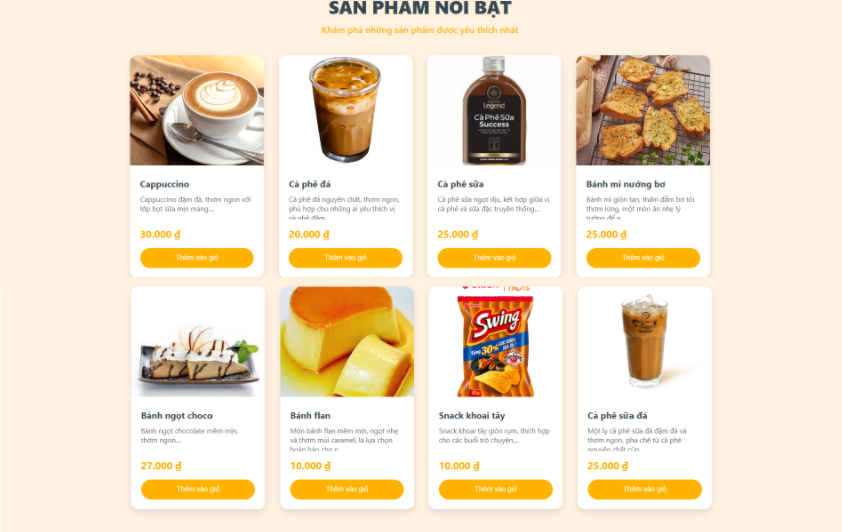 SẢN PHẨM NỔI BẬT
Khám phá những sản phẩm được yêu thích nhất
Legend
Cà Phê Sữa
Success
Cappuccino
Cappuccino đậm đà, thơm ngon với
lớp bọt sữa mịn màng....
30.000 ₫
Thêm vào giỏ
Cà phê đá
Cà phê đá nguyên chất, thơm ngon,
phù hợp cho những ai yêu thích vị
cà phê đậm
20.000 ₫
Thêm vào giỏ
Cà phê sữa
Cà phê sữa ngọt dịu, kết hợp giữa vị
cà phê và sữa đặc truyền thống....
25.000 ₫
Thêm vào giỏ
Bánh mì nướng bơ
Bánh mì giòn tan, thấm đẫm bơ tỏi
thơm lừng, một món ăn nhẹ lý
tưởng để n
25.000 ₫
Thêm vào giỏ
Swing
30%
Bánh ngọt choco
Bánh ngọt chocolate mềm mịn,
thơm ngon....
27.000 ₫
Thêm vào giỏ
Bánh flan
Món bánh flan mềm mịn, ngọt nhẹ
và thơm mùi caramel, là lựa chọn
hoàn hảo cho n
10.000 ₫
Thêm vào giỏ
Snack khoai tây
Snack khoai tây giòn rụm, thích hợp
cho các buổi trò chuyện....
10.000 ₫
Thêm vào giỏ
Cà phê sữa đá
Một ly cà phê sữa đá đậm đà và
thơm ngon, pha chế từ cà phê
nguyên chất cùn
25.000 ₫
Thêm vào giỏ